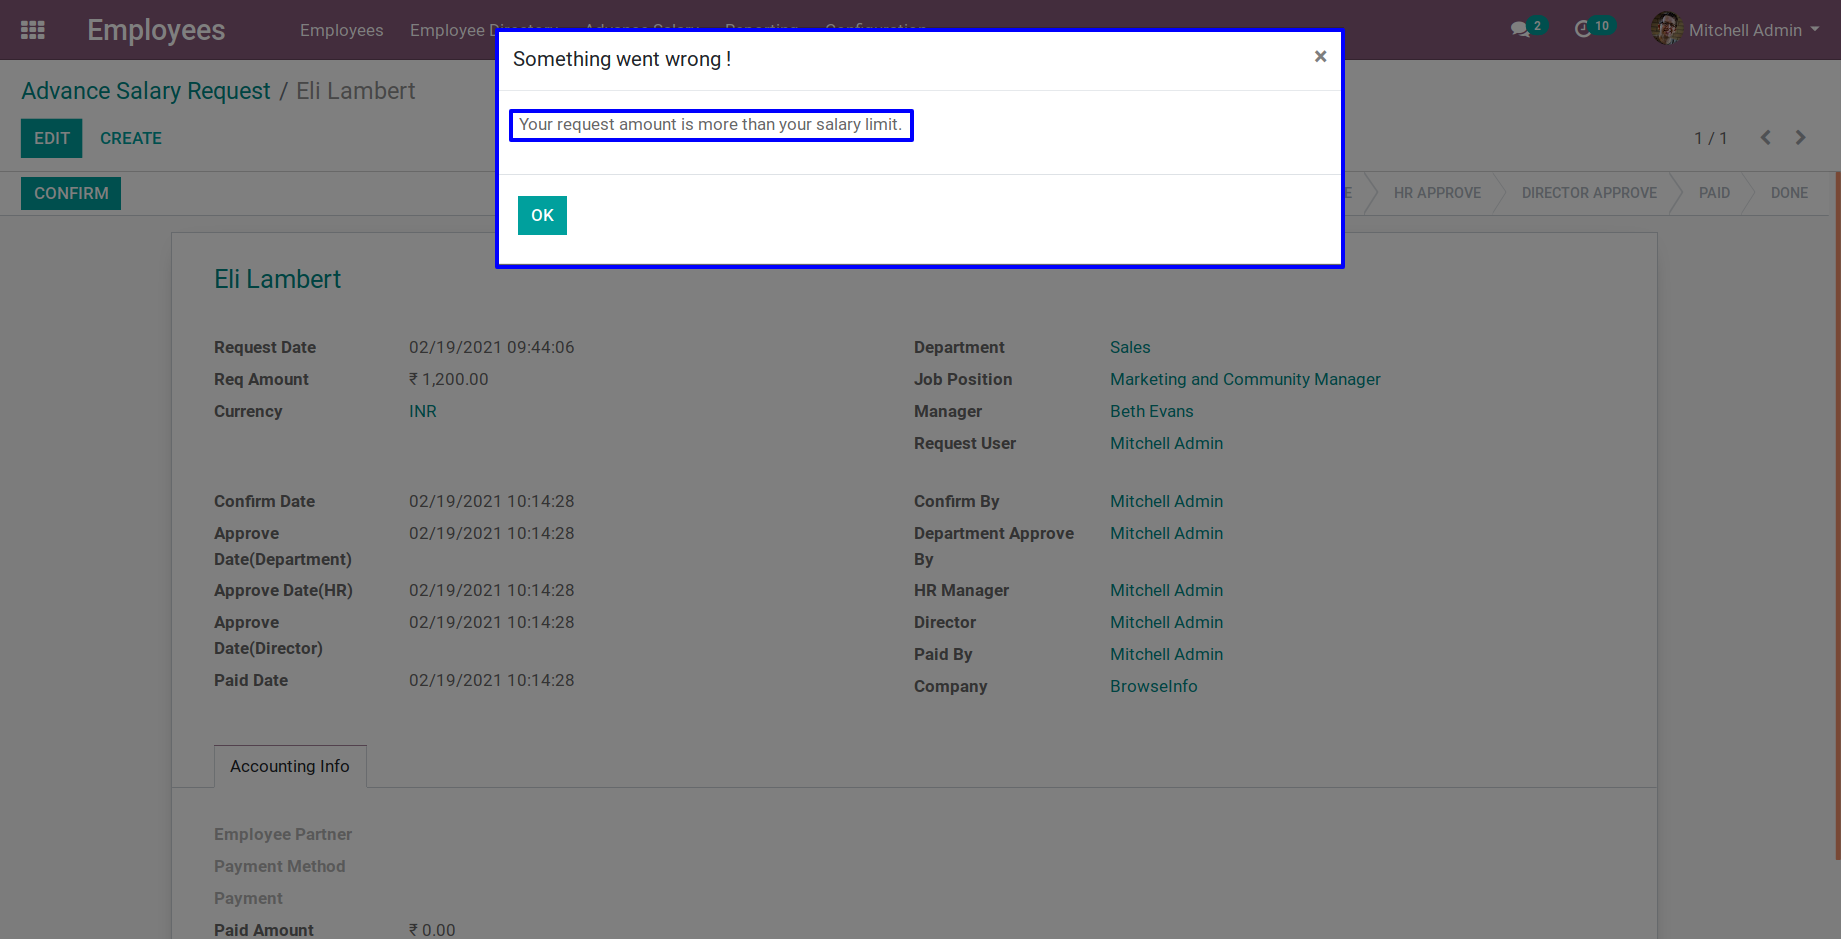 Employees
Employees
Employee Directory
Advance Salary
Reporting
Configuration
2
10
Mitchell Admin
Something went wrong !
×
Your request amount is more than your salary limit.
OK
Advance Salary Request / Eli Lambert
EDIT
CREATE
1 / 1
CONFIRM
HR APPROVE
DIRECTOR APPROVE
PAID
DONE
Eli Lambert
Request Date 02/19/2021 09:44:06
Department Sales
Req Amount ₹ 1,200.00
Job Position Marketing and Community Manager
Currency INR
Manager Beth Evans
Request User Mitchell Admin
Confirm Date 02/19/2021 10:14:28
Confirm By Mitchell Admin
Approve 02/19/2021 10:14:28
Date(Department)
Department Approve Mitchell Admin
By
Approve Date(HR) 02/19/2021 10:14:28
HR Manager Mitchell Admin
Approve 02/19/2021 10:14:28
Date(Director)
Director Mitchell Admin
Paid By Mitchell Admin
Paid Date 02/19/2021 10:14:28
Company BrowseInfo
Accounting Info
Employee Partner
Payment Method
Payment
Paid Amount ₹ 0.00